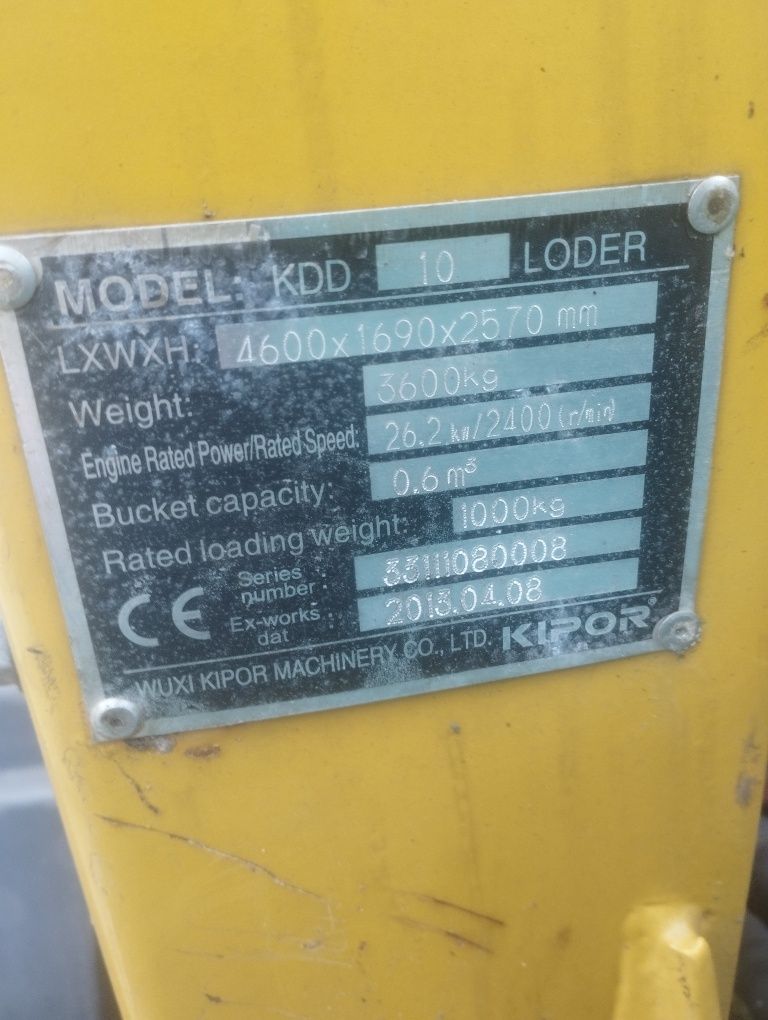 MODEL: KDD 10 LODER
LXWXH: 4600x1690x2570 mm
Weight: 3600kg
Engine Rated Power/Rated Speed: 26.2 kw/2400 (r/min)
Bucket capacity: 0.6 m³
Rated loading weight: 1000kg
Series number: 33111080008
CE Ex-works dat : 2013.04.08
WUXI KIPOR MACHINERY CO., LTD. KIPOR®